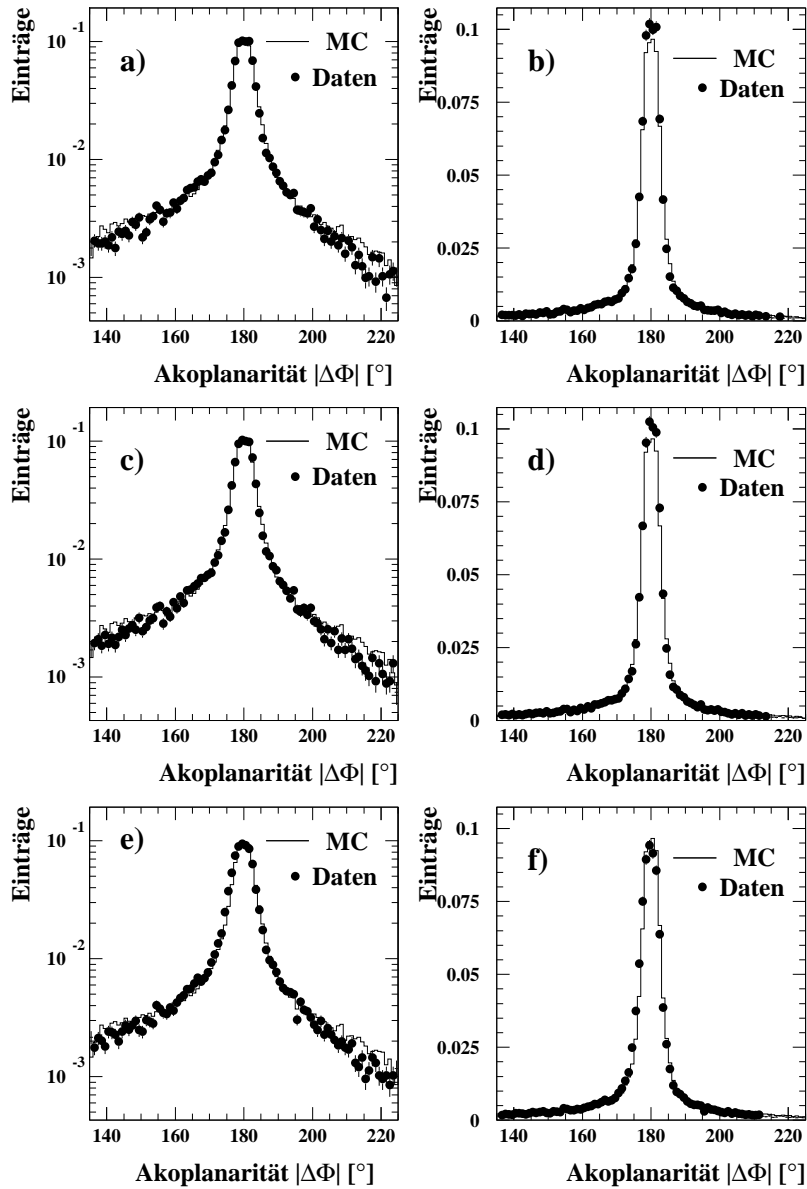 Einträge
10⁻¹
10⁻²
10⁻³
a)
MC
Daten
140 160 180 200 220
Akoplanarität |ΔΦ| [°]
Einträge
0.1
0.075
0.05
0.025
0
b)
MC
Daten
140 160 180 200 220
Akoplanarität |ΔΦ| [°]
Einträge
10⁻¹
10⁻²
10⁻³
c)
MC
Daten
140 160 180 200 220
Akoplanarität |ΔΦ| [°]
Einträge
0.1
0.075
0.05
0.025
0
d)
MC
Daten
140 160 180 200 220
Akoplanarität |ΔΦ| [°]
Einträge
10⁻¹
10⁻²
10⁻³
e)
MC
Daten
140 160 180 200 220
Akoplanarität |ΔΦ| [°]
Einträge
0.1
0.075
0.05
0.025
0
f)
MC
Daten
140 160 180 200 220
Akoplanarität |ΔΦ| [°]